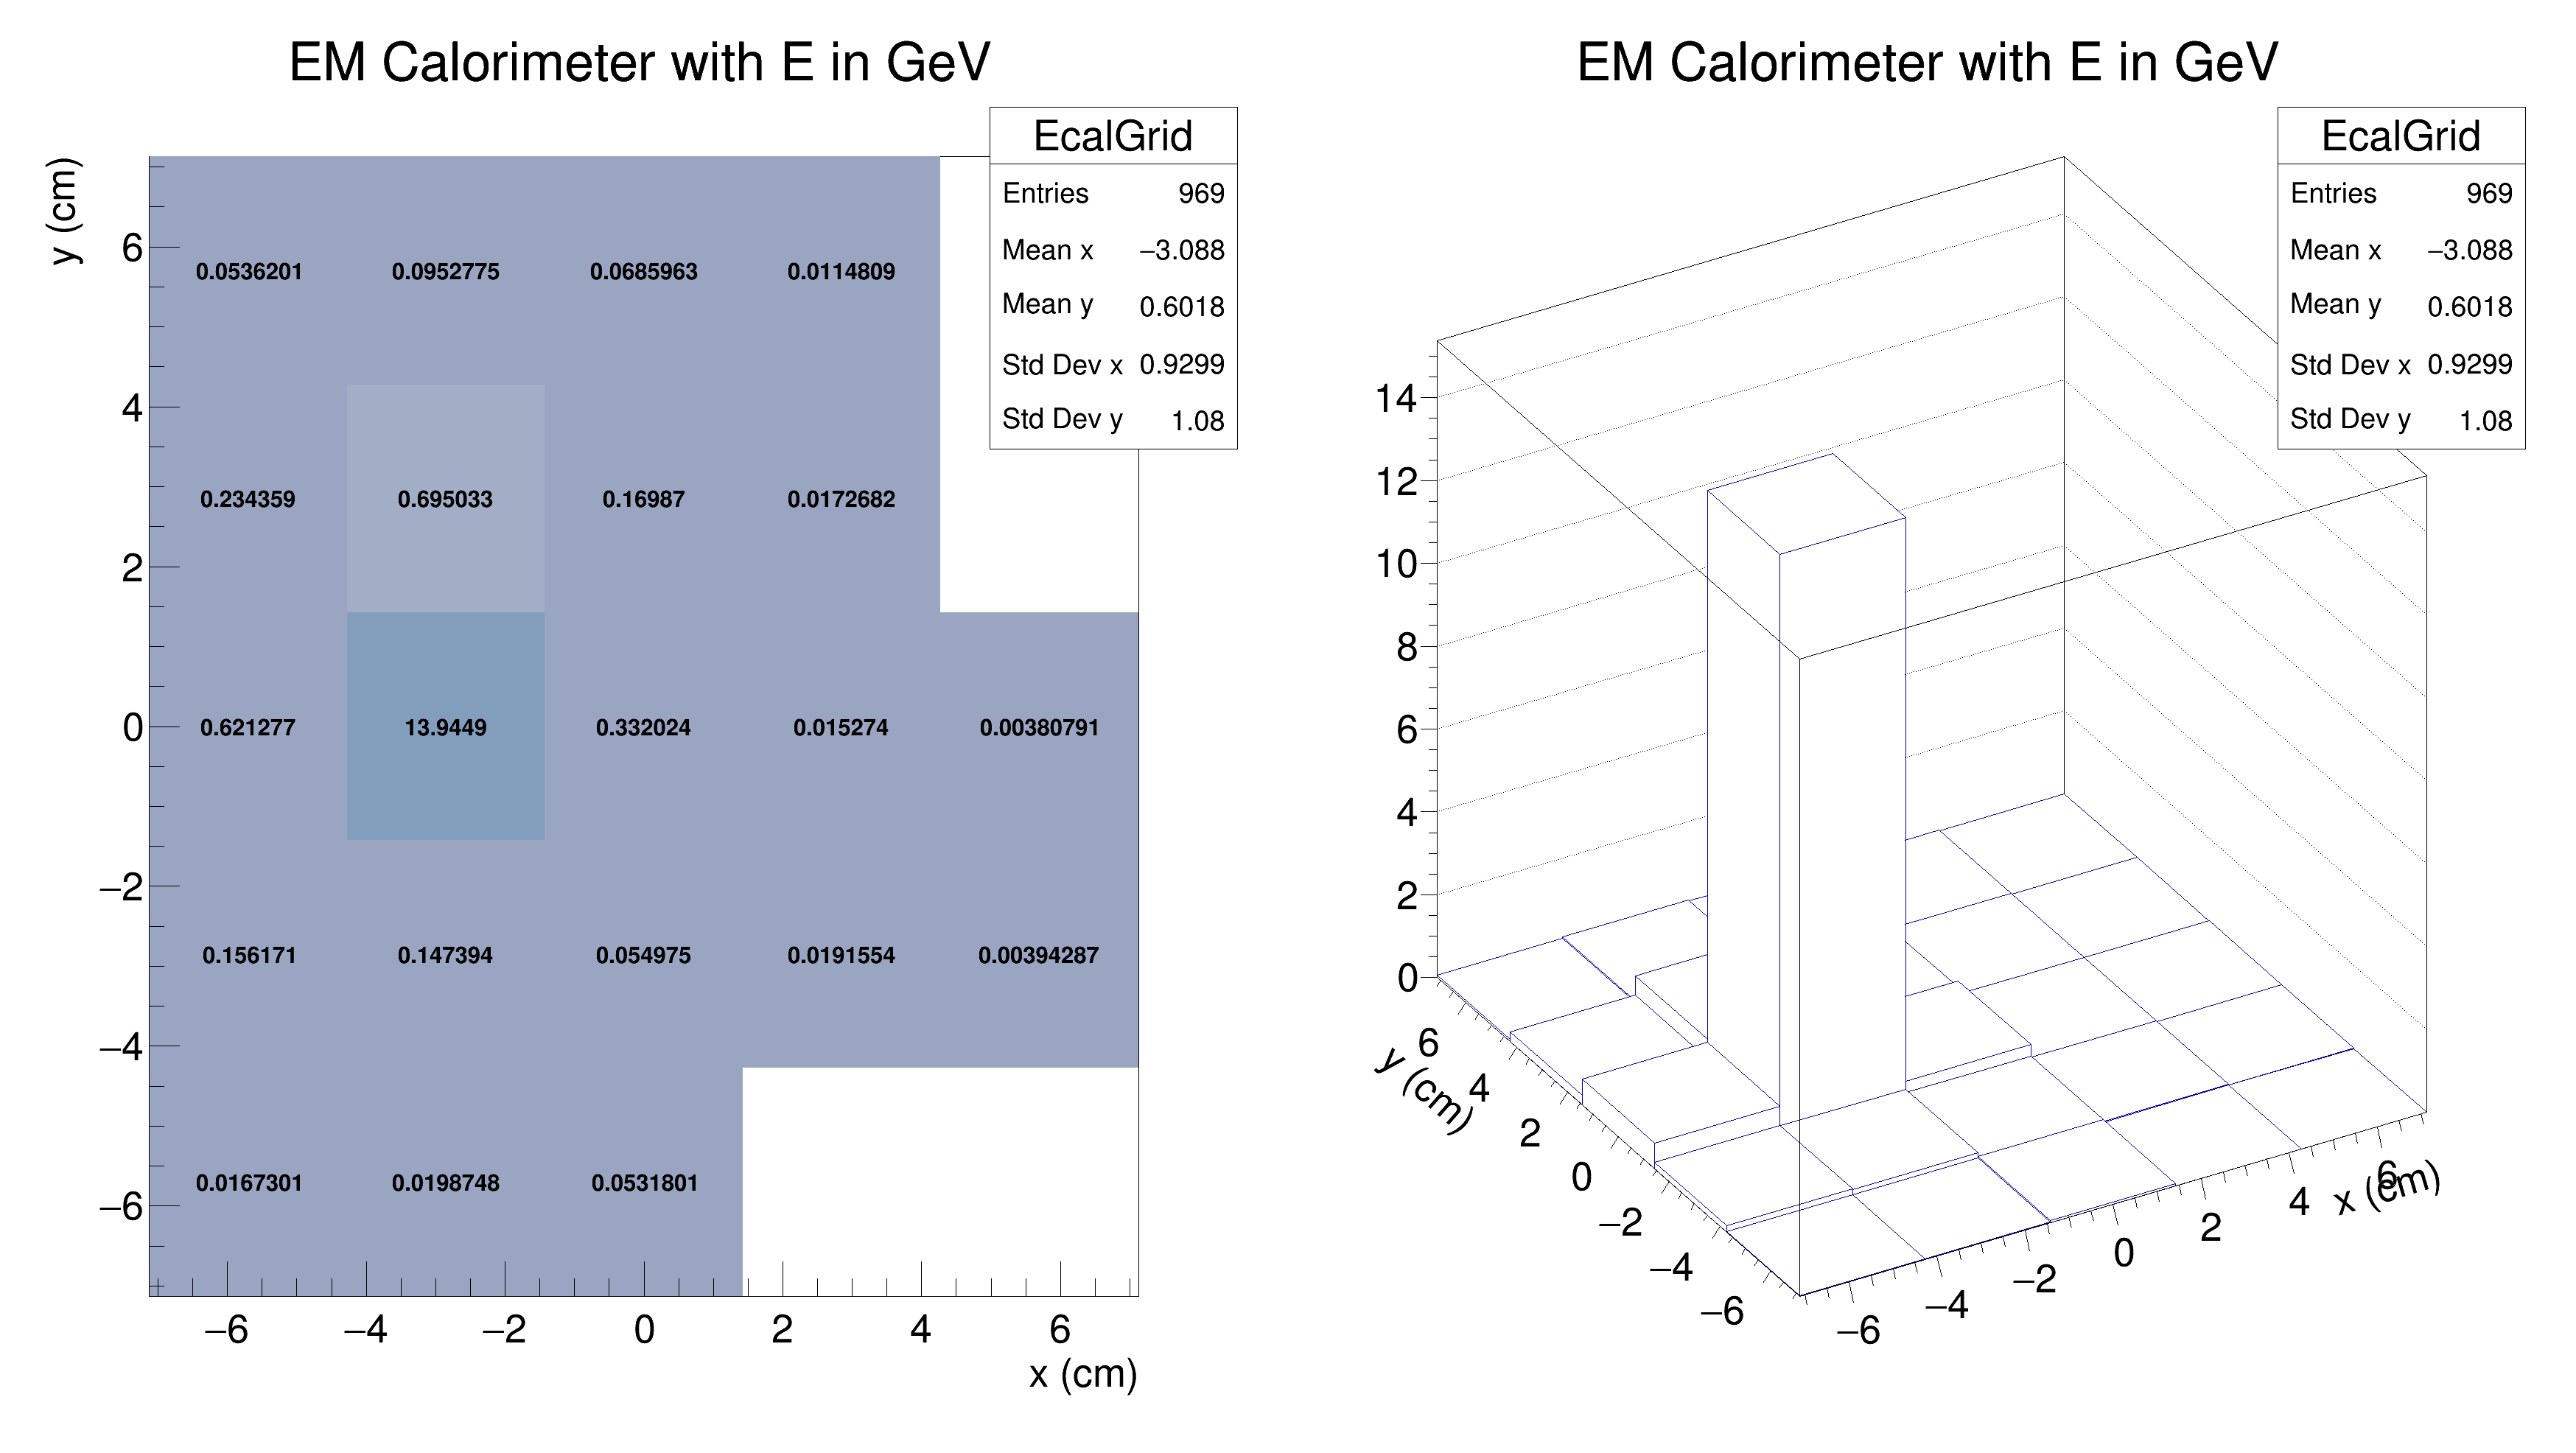 EM Calorimeter with E in GeV
EcalGrid
Entries 969
Mean x −3.088
Mean y 0.6018
Std Dev x 0.9299
Std Dev y 1.08
y (cm)
6
4
2
0
−2
−4
−6
0.0536201 0.0952775 0.0685963 0.0114809
0.234359 0.695033 0.16987 0.0172682
0.621277 13.9449 0.332024 0.015274 0.00380791
0.156171 0.147394 0.054975 0.0191554 0.00394287
0.0167301 0.0198748 0.0531801
−6 −4 −2 0 2 4 6
x (cm)
EM Calorimeter with E in GeV
EcalGrid
Entries 969
Mean x −3.088
Mean y 0.6018
Std Dev x 0.9299
Std Dev y 1.08
14
12
10
8
6
4
2
0
y (cm)
6
4
2
0
−2
−4
−6
−6 −4 −2 0 2 4 6
x (cm)